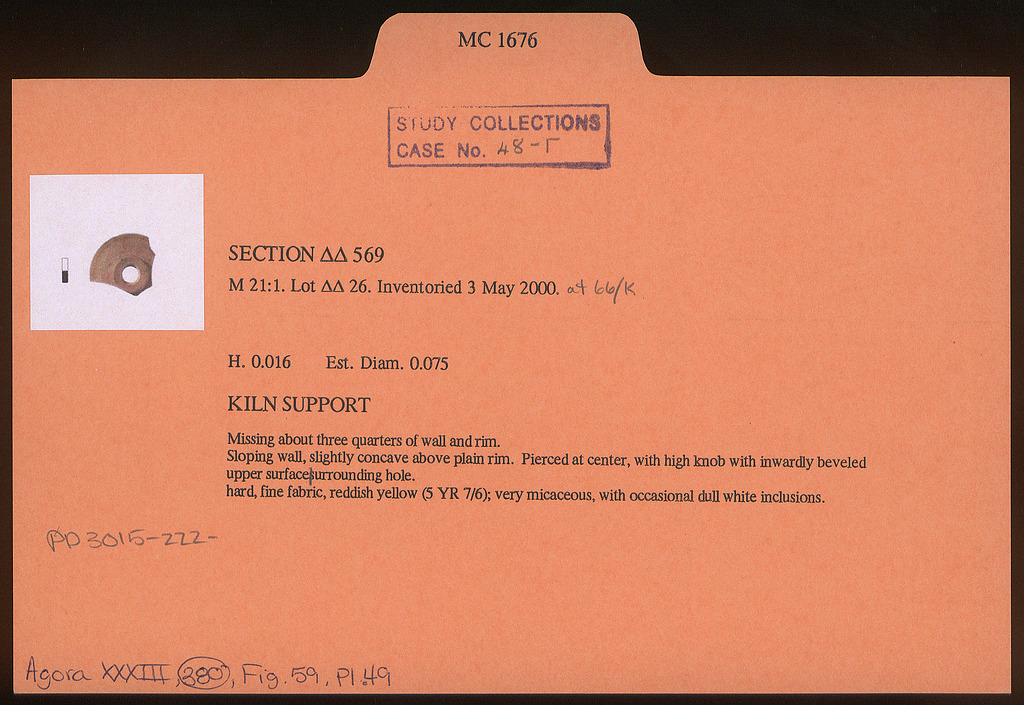 MC 1676
STUDY COLLECTIONS
CASE No. 48-Γ
SECTION ΔΔ 569
M 21:1. Lot ΔΔ 26. Inventoried 3 May 2000. at 66/K
H. 0.016 Est. Diam. 0.075
KILN SUPPORT
Missing about three quarters of wall and rim.
Sloping wall, slightly concave above plain rim. Pierced at center, with high knob with inwardly beveled
upper surface|surrounding hole.
hard, fine fabric, reddish yellow (5 YR 7/6); very micaceous, with occasional dull white inclusions.
PD3015-222-
Agora XXXIII, 380, Fig. 59, Pl.49